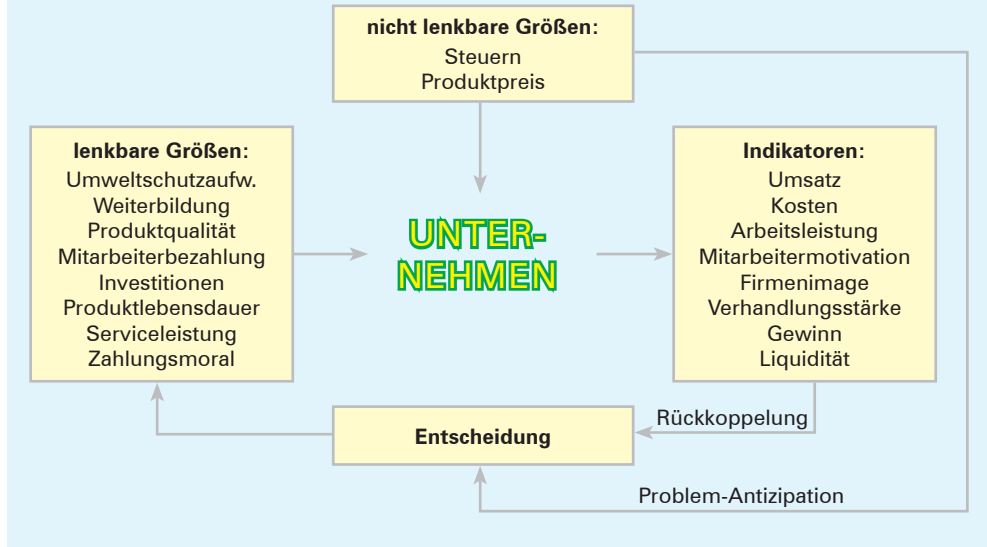 nicht lenkbare Größen:
Steuern
Produktpreis
lenkbare Größen:
Umweltschutzaufw.
Weiterbildung
Produktqualität
Mitarbeiterbezahlung
Investitionen
Produktlebensdauer
Serviceleistung
Zahlungsmoral
UNTER-
NEHMEN
Indikatoren:
Umsatz
Kosten
Arbeitsleistung
Mitarbeitermotivation
Firmenimage
Verhandlungsstärke
Gewinn
Liquidität
Rückkoppelung
Entscheidung
Problem-Antizipation